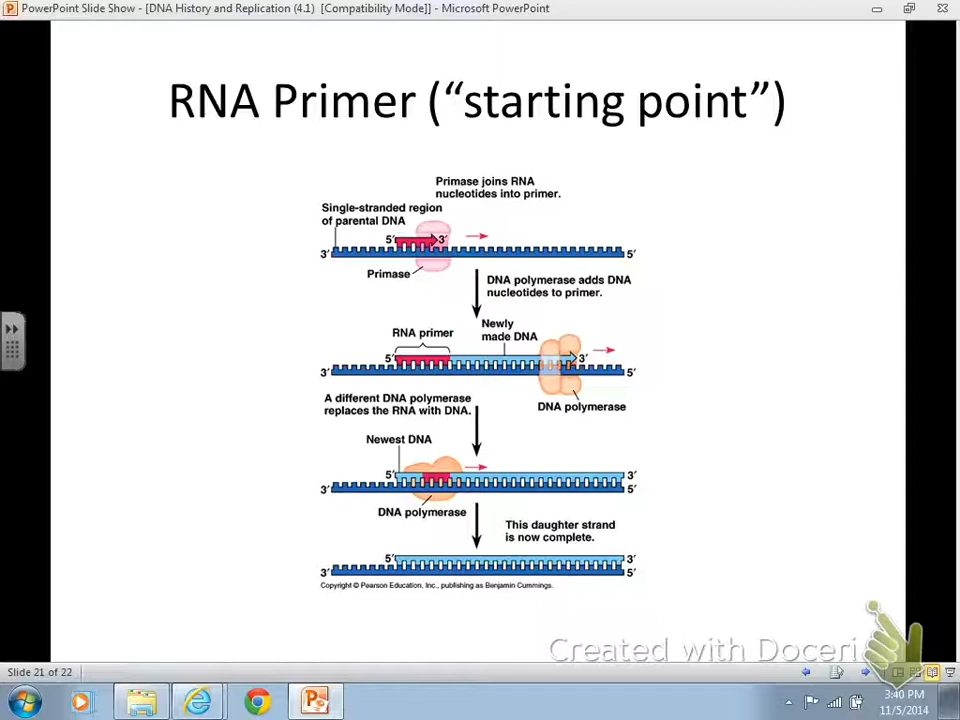 PowerPoint Slide Show - [DNA History and Replication (4.1) [Compatibility Mode]] - Microsoft PowerPoint
RNA Primer (“starting point”)
Primase joins RNA
nucleotides into primer.
Single-stranded region
of parental DNA
5′ 3′
3′ 5′
Primase
DNA polymerase adds DNA
nucleotides to primer.
Newly
made DNA
RNA primer
5′ 3′
3′ 5′
DNA polymerase
A different DNA polymerase
replaces the RNA with DNA.
Newest DNA
5′ 3′
3′ 5′
DNA polymerase
This daughter strand
is now complete.
5′ 3′
3′ 5′
Copyright © Pearson Education, Inc., publishing as Benjamin Cummings.
Created with Doceri
Slide 21 of 22
3:40 PM
11/5/2014